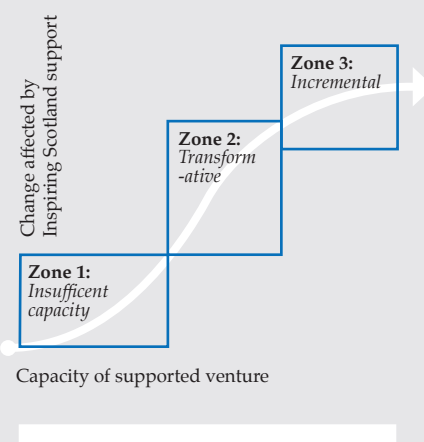 Change affected by
Inspiring Scotland support
Zone 3:
Incremental
Zone 2:
Transform
-ative
Zone 1:
Insufficent
capacity
Capacity of supported venture